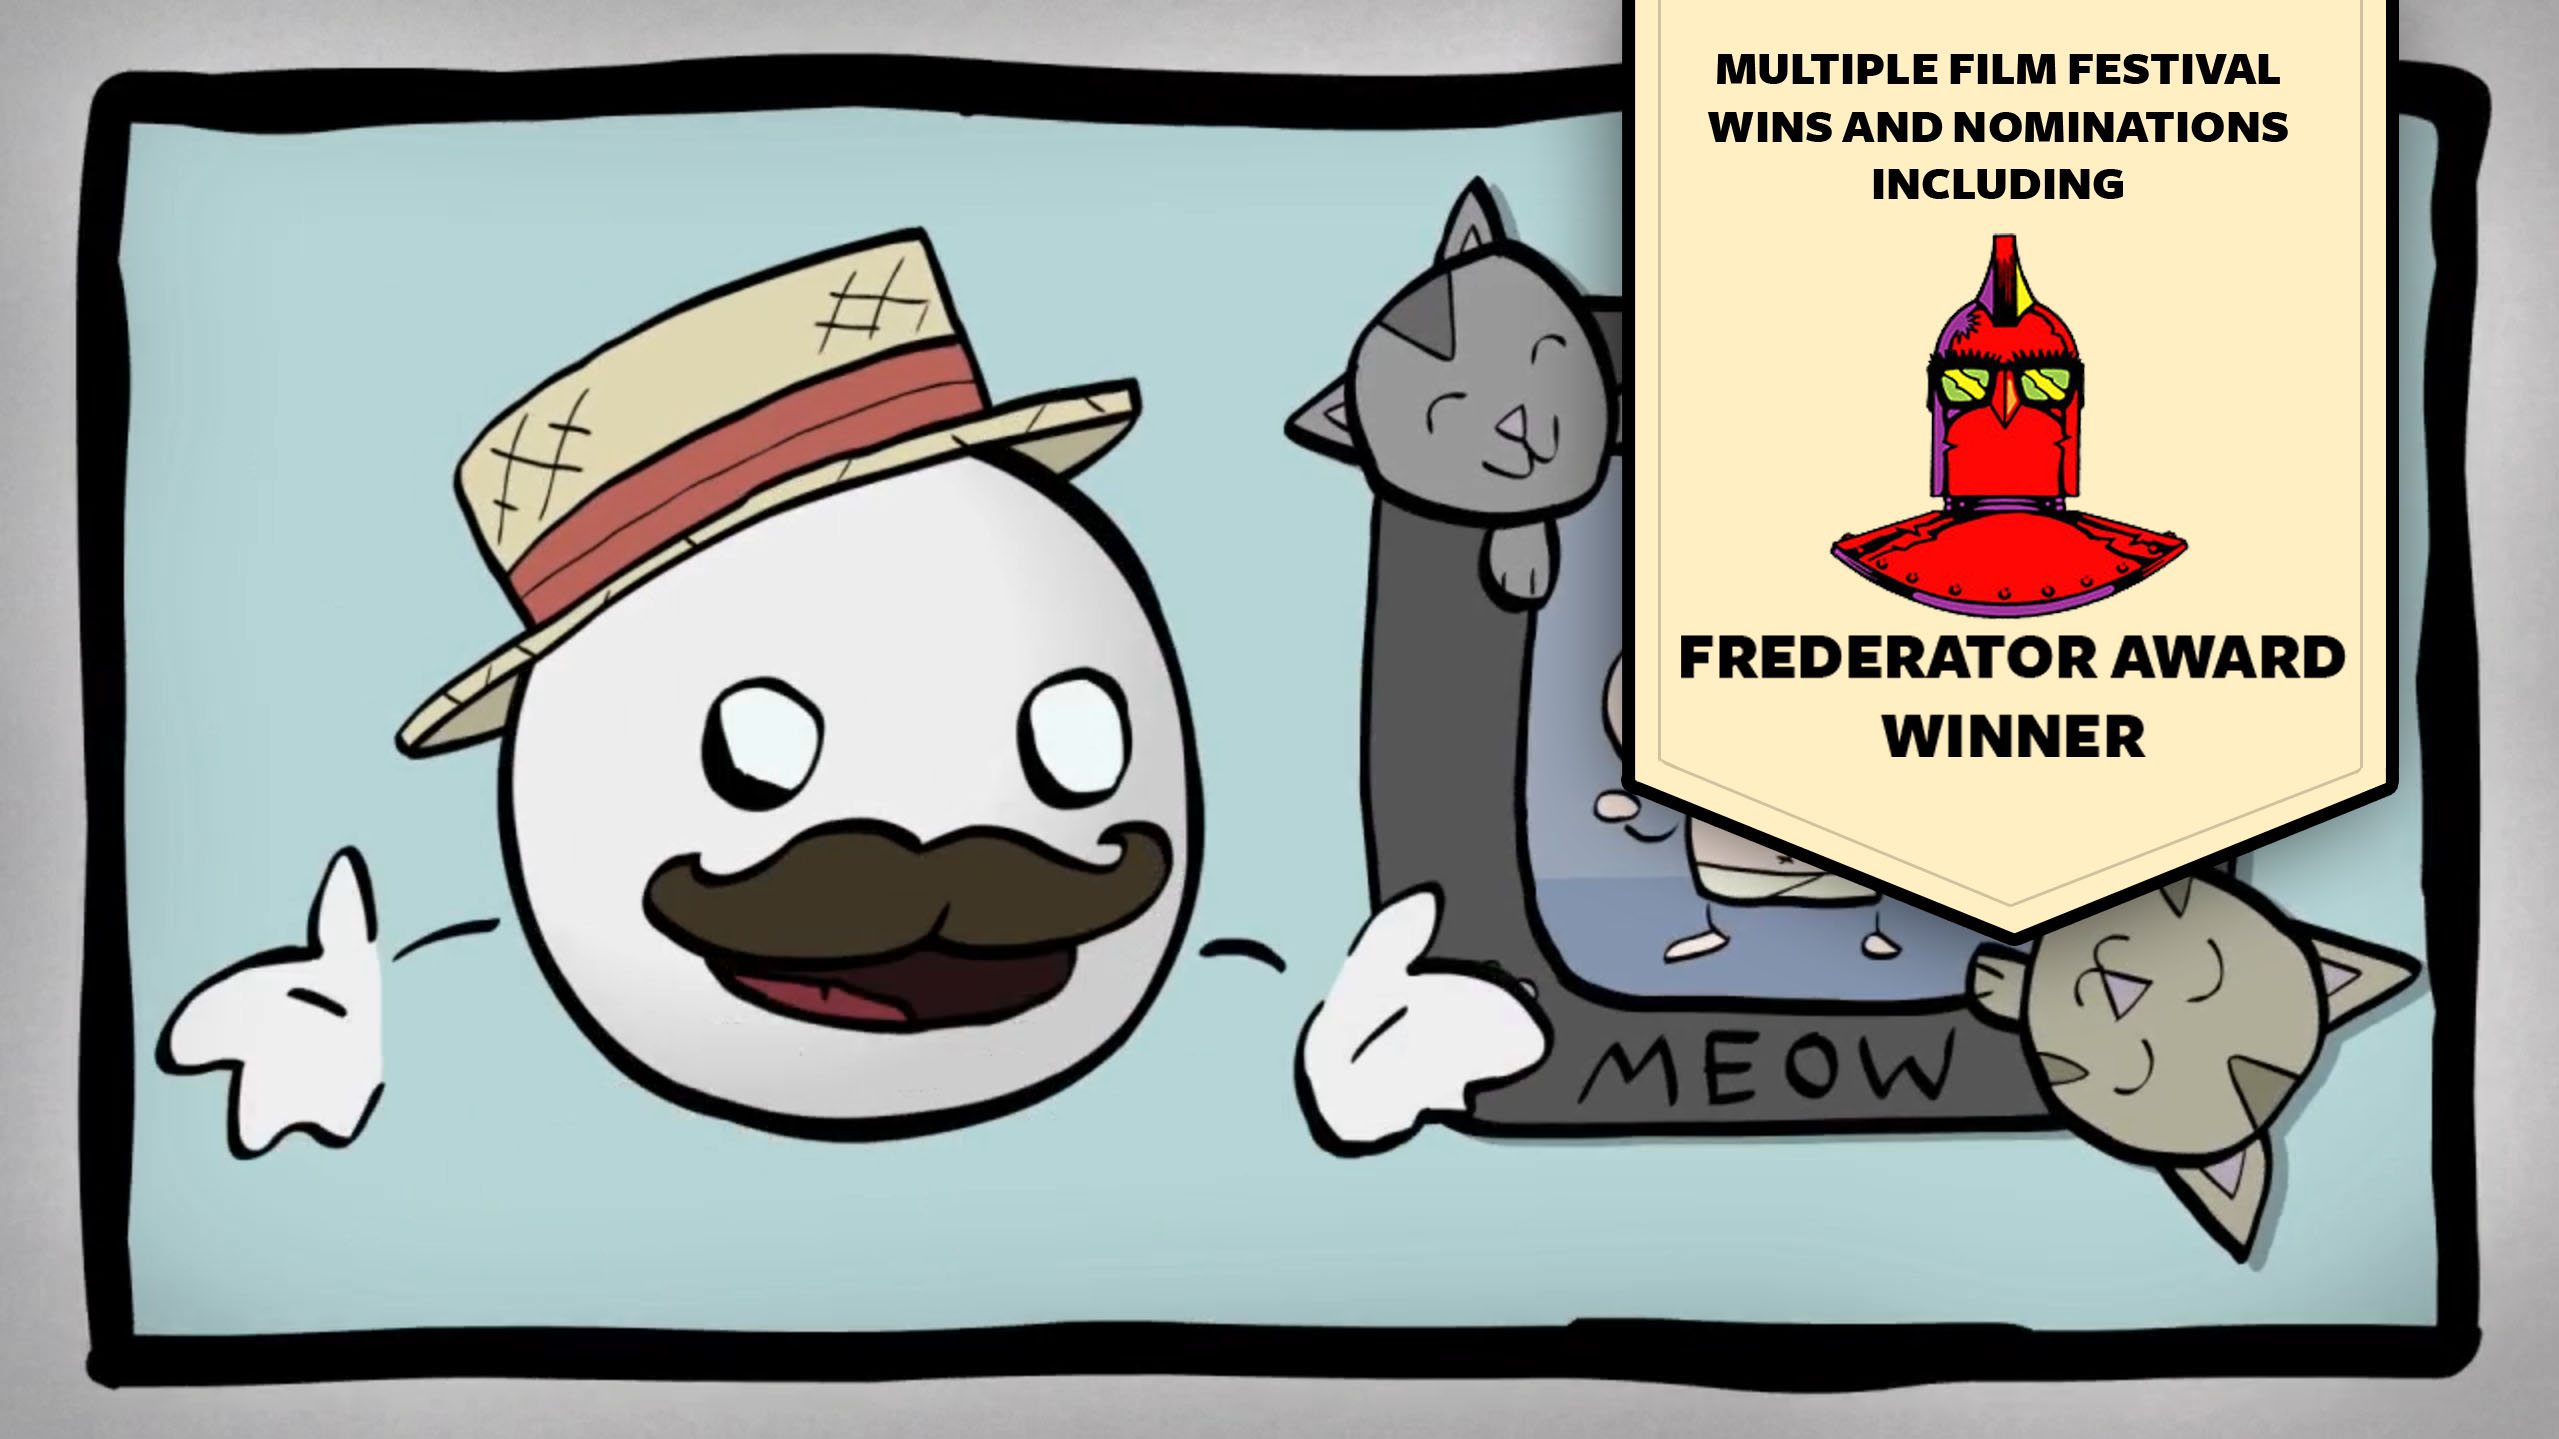 MULTIPLE FILM FESTIVAL
WINS AND NOMINATIONS
INCLUDING
FREDERATOR AWARD
WINNER
MEOW